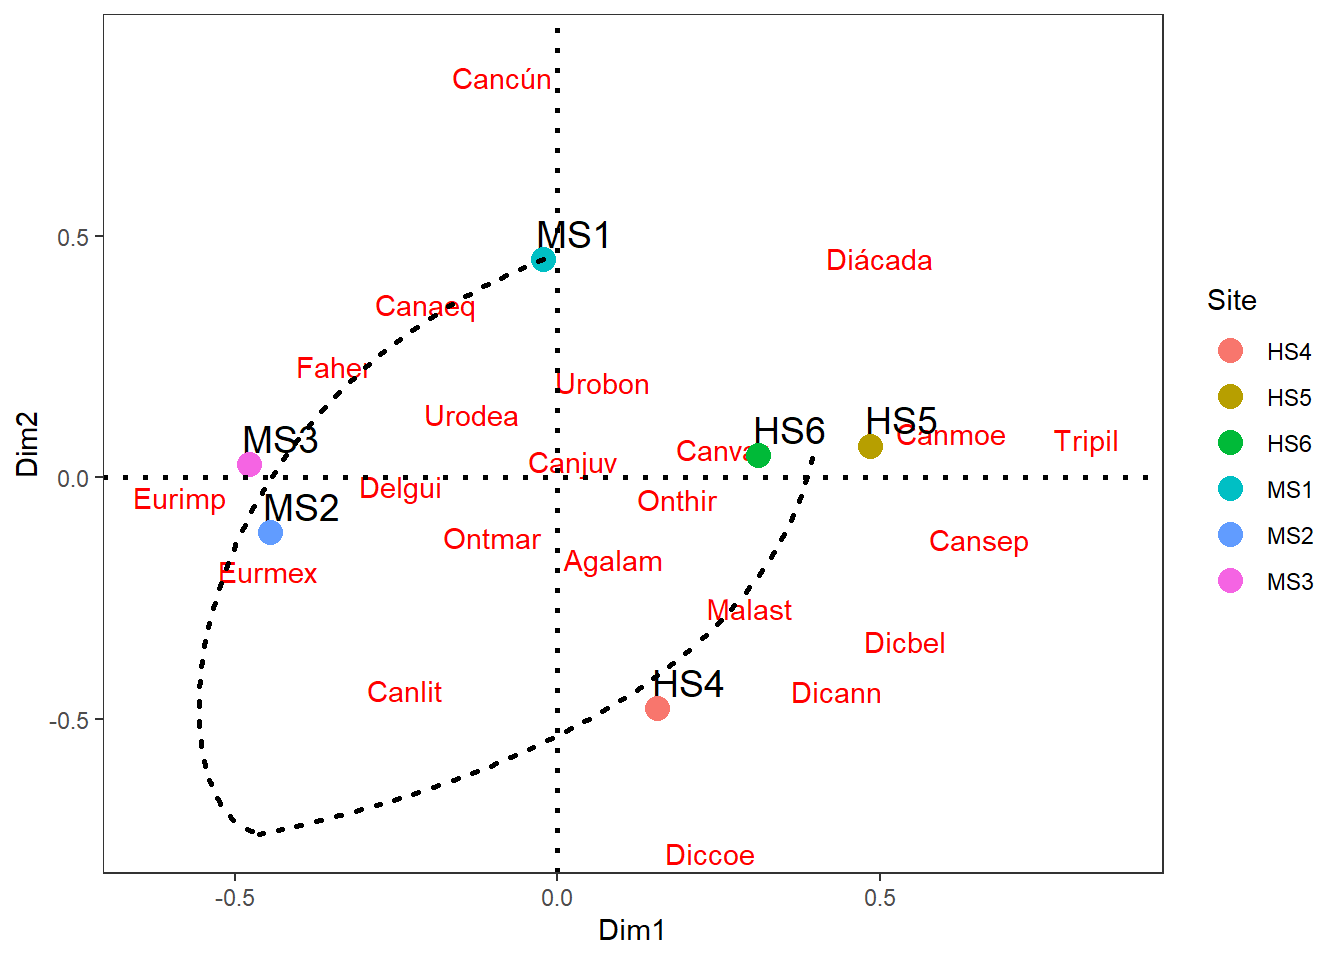 Cancún
0.5
MS1
Diácada
Canaeq
Faher
Urobon
Urodea
MS3
HS6
HS5
Canmoe
Tripil
Canva
Canjuv
0.0
Eurimp
Delgui
MS2
Onthir
Ontmar
Cansep
Agalam
Eurmex
Malast
Dicbel
Canlit
HS4
Dicann
-0.5
Diccoe
-0.5
0.0
0.5
Dim1
Dim2
Site
HS4
HS5
HS6
MS1
MS2
MS3